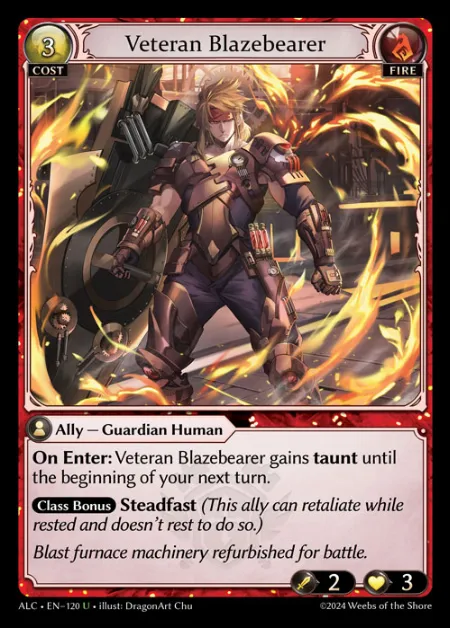 3
Veteran Blazebearer
COST
FIRE
Ally — Guardian Human
On Enter: Veteran Blazebearer gains taunt until
the beginning of your next turn.
Class Bonus Steadfast (This ally can retaliate while
rested and doesn't rest to do so.)
Blast furnace machinery refurbished for battle.
2
3
ALC • EN-120 U • illust: DragonArt Chu
©2024 Weebs of the Shore